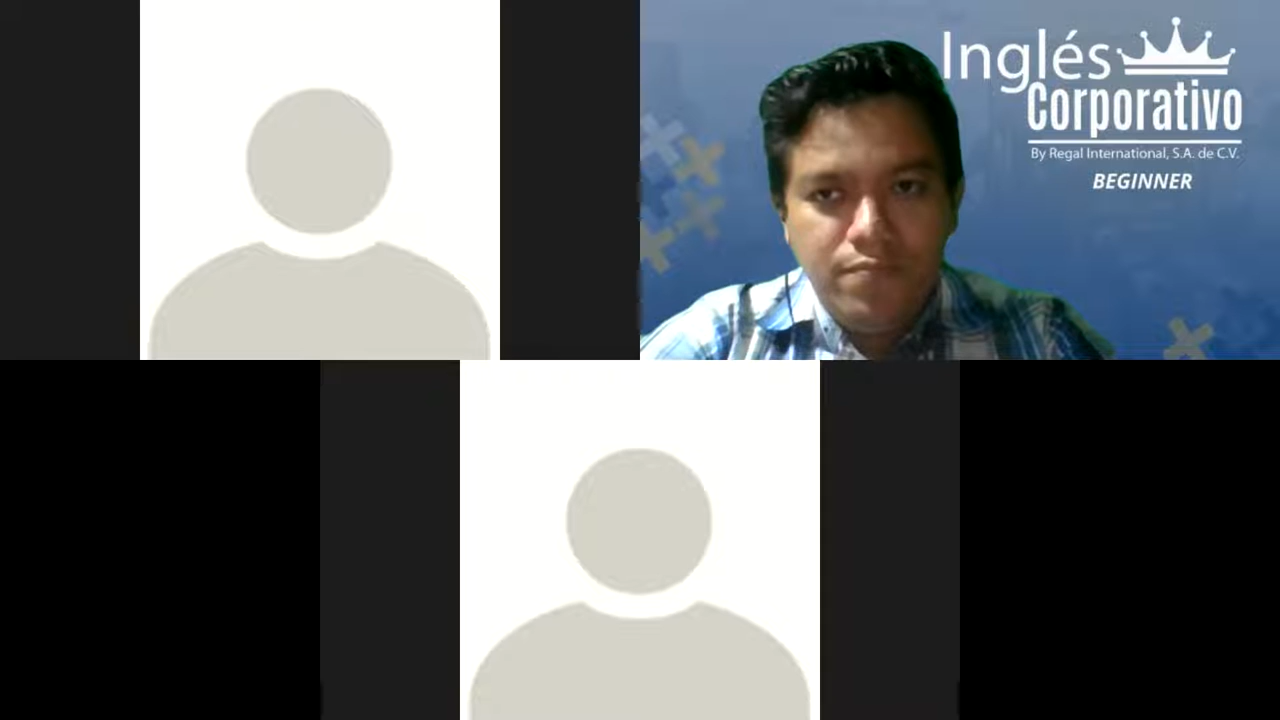 Inglés
Corporativo
By Regal International, S.A. de C.V.
BEGINNER